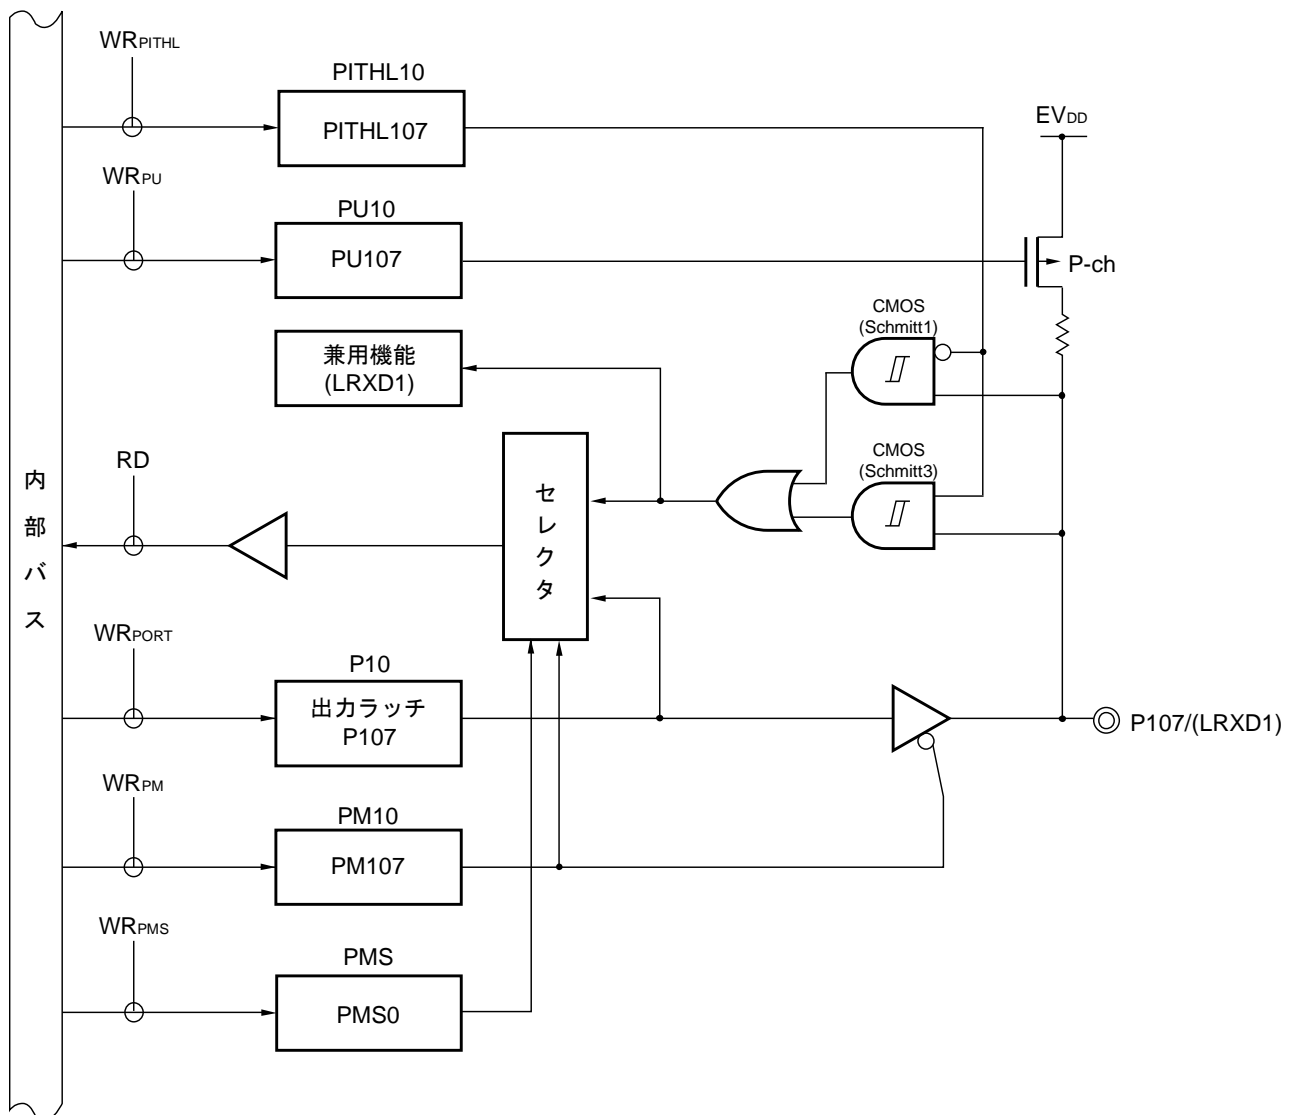 WRPITHL
PITHL10
PITHL107
EVDD
WRPU
PU10
PU107
P-ch
CMOS
(Schmitt1)
兼用機能
(LRXD1)
CMOS
(Schmitt3)
RD
セレクタ
内部バス
WRPORT
P10
出力ラッチ
P107
P107/(LRXD1)
WRPM
PM10
PM107
WRPMS
PMS
PMS0